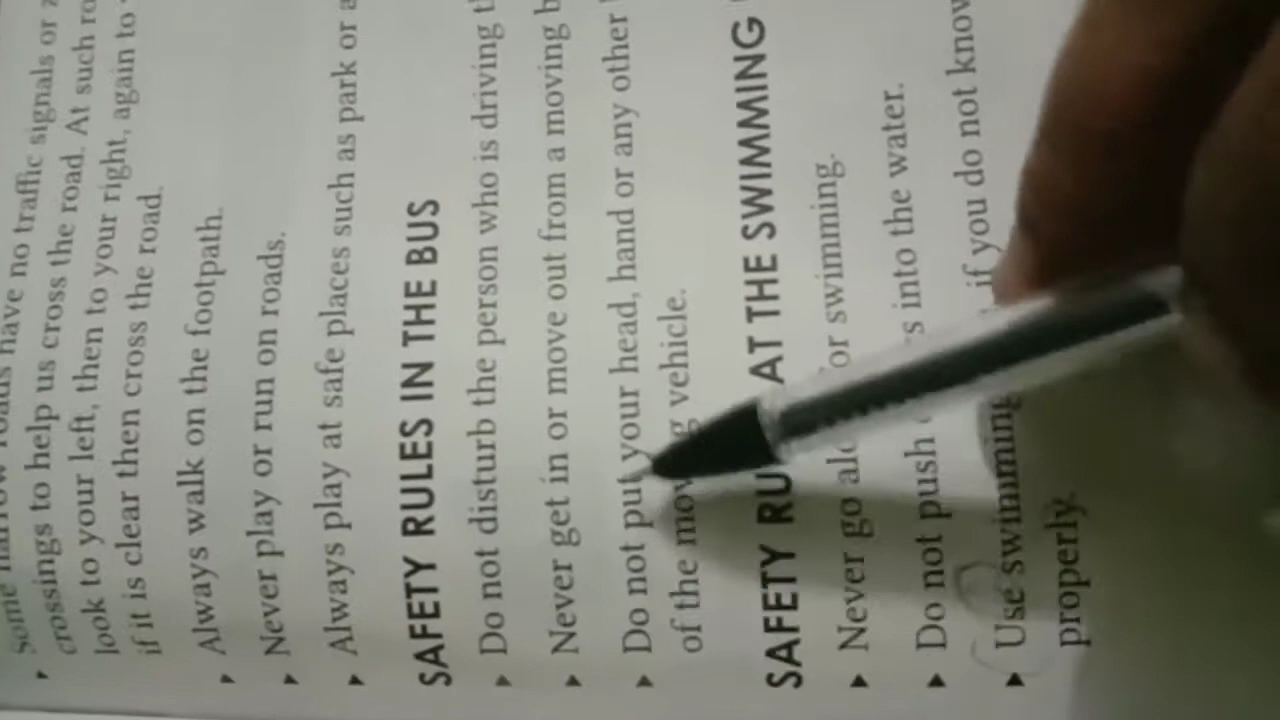 Some narrow roads have no traffic signals or
crossings to help us cross the road. At such
look to your left, then to your right, again to
if it is clear then cross the road.
Always walk on the footpath.
Never play or run on roads.
Always play at safe places such as park or a
SAFETY RULES IN THE BUS
Do not disturb the person who is driving
Never get in or move out from a moving
Do not put your head, hand or any other
of the moving vehicle.
SAFETY RU AT THE SWIMMING
Never go or swimming.
Do not push into the water.
Use swimming if you do not know
properly.